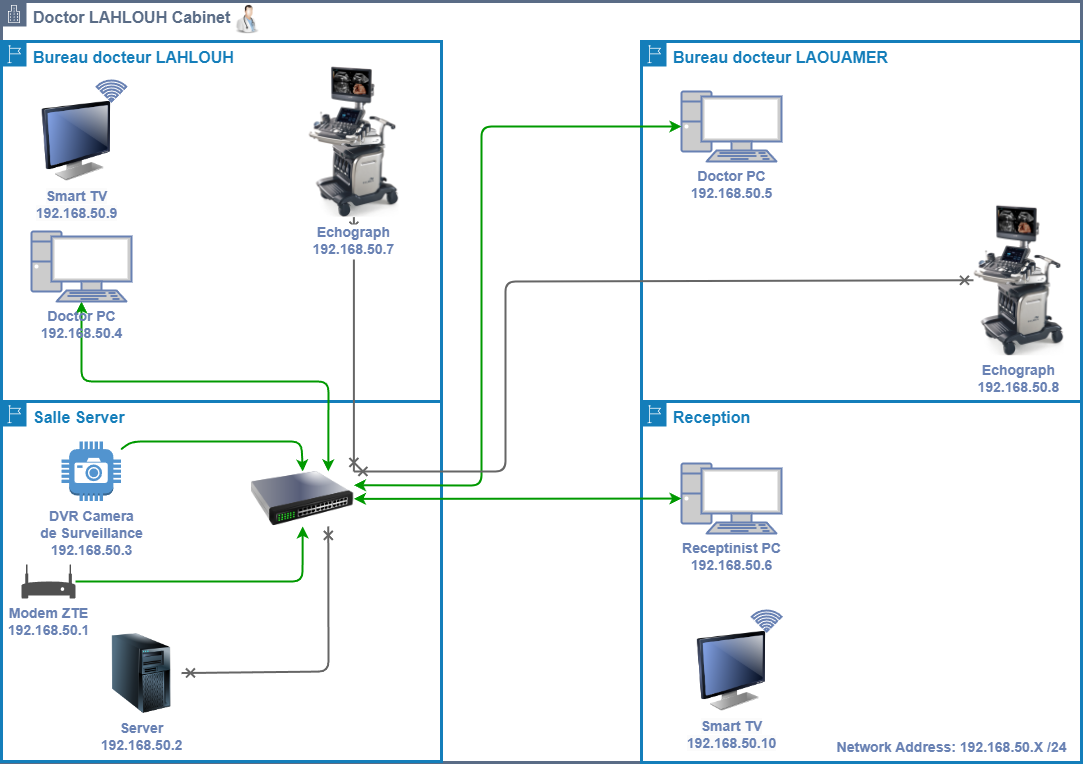 Doctor LAHLOUH Cabinet
Bureau docteur LAHLOUH
Smart TV
192.168.50.9
Echograph
192.168.50.7
Doctor PC
192.168.50.4
Bureau docteur LAOUAMER
Doctor PC
192.168.50.5
Echograph
192.168.50.8
Salle Server
DVR Camera
de Surveillance
192.168.50.3
Modem ZTE
192.168.50.1
Server
192.168.50.2
Reception
Receptinist PC
192.168.50.6
Smart TV
192.168.50.10
Network Address: 192.168.50.X /24